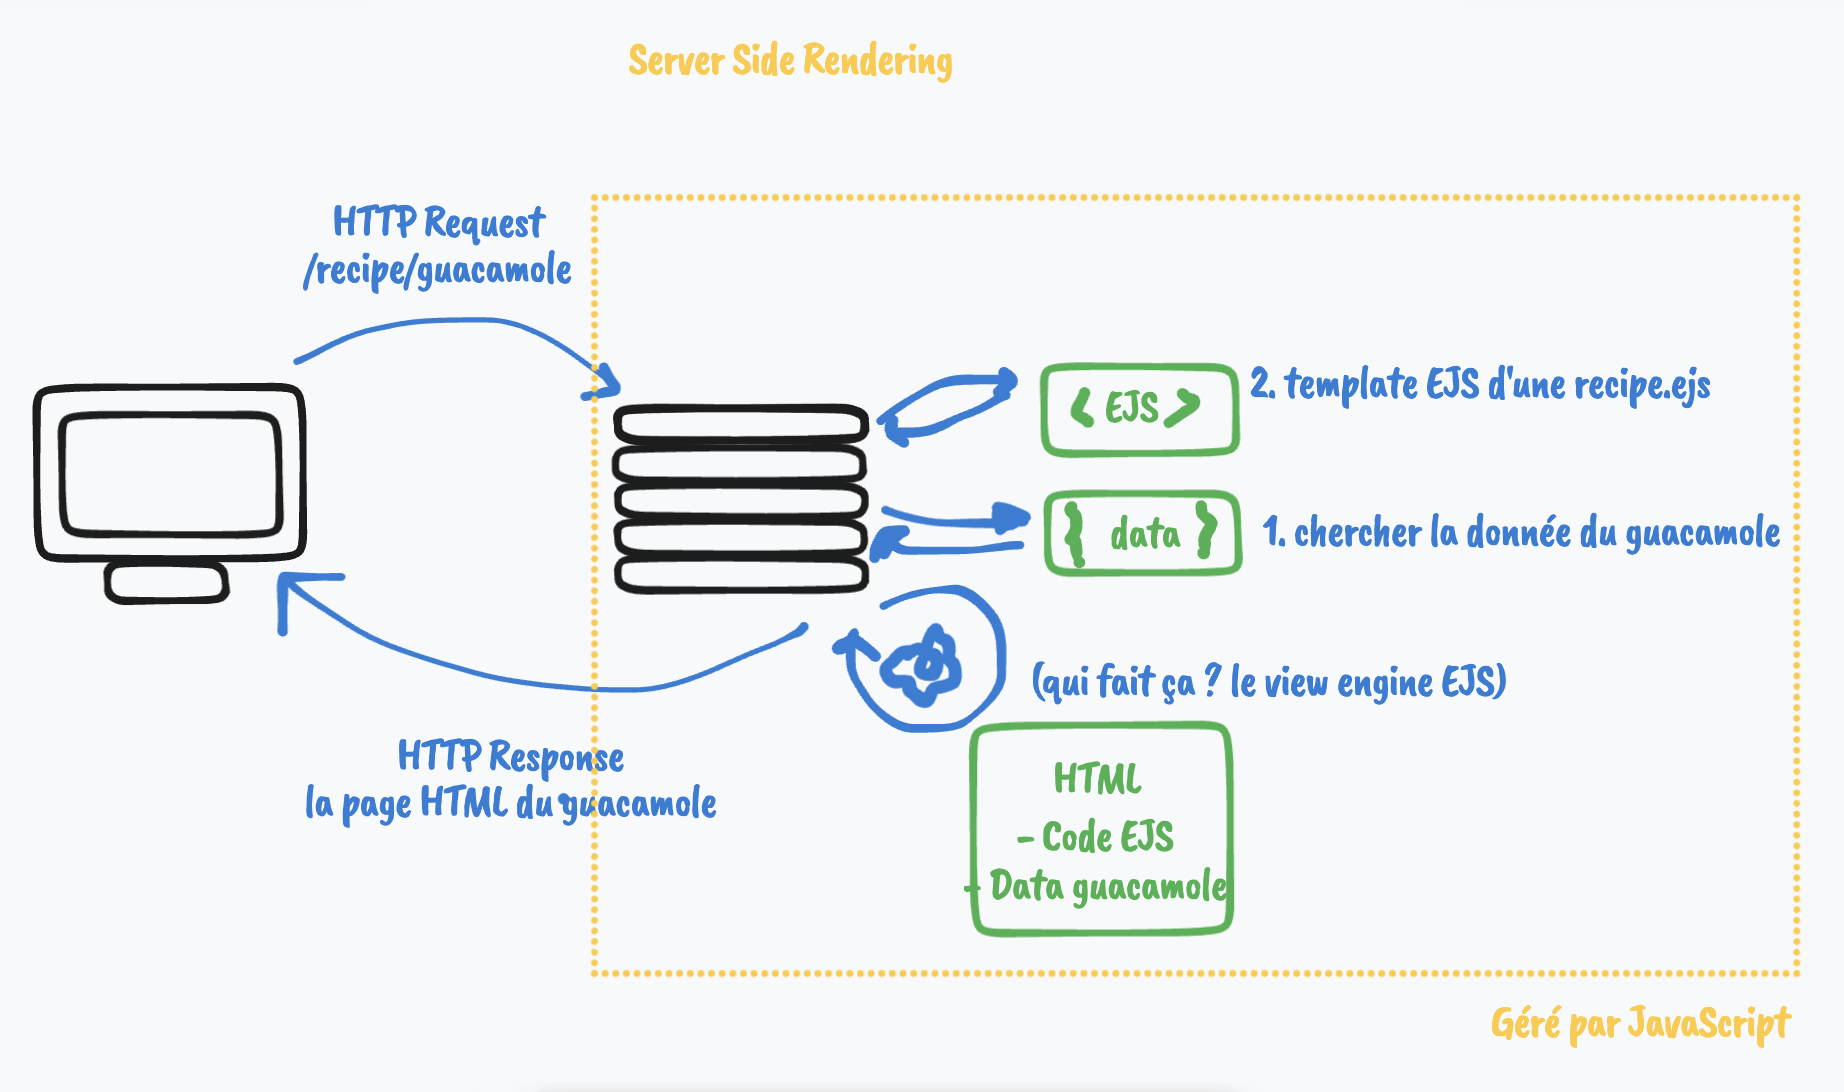 Server Side Rendering
HTTP Request
/recipe/guacamole
< EJS >
2. template EJS d'une recipe.ejs
{ data }
1. chercher la donnée du guacamole
(qui fait ça ? le view engine EJS)
HTTP Response
la page HTML du guacamole
HTML
- Code EJS
- Data guacamole
Géré par JavaScript